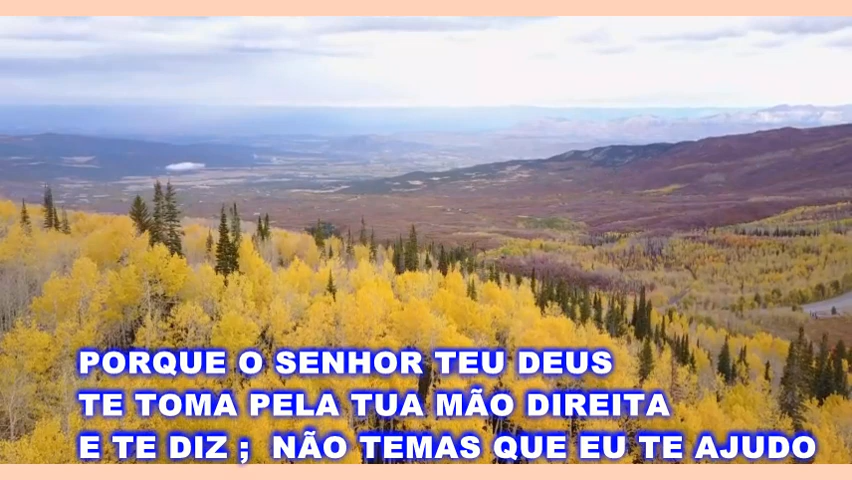 PORQUE O SENHOR TEU DEUS
TE TOMA PELA TUA MÃO DIREITA
E TE DIZ ;  NÃO TEMAS QUE EU TE AJUDO